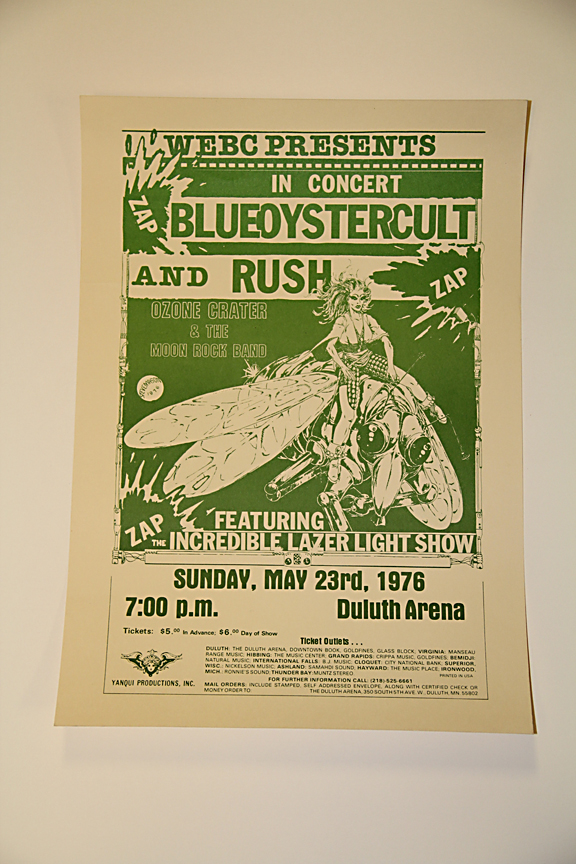 WEBC PRESENTS
IN CONCERT
ZAP
BLUEOYSTERCULT
AND RUSH
ZAP
OZONE CRATER
& THE
MOON ROCK BAND
ZAP
FEATURING
THE INCREDIBLE LAZER LIGHT SHOW
SUNDAY, MAY 23rd, 1976
7:00 p.m. Duluth Arena
Tickets: $5.00 In Advance; $6.00 Day of Show
Ticket Outlets . . .
DULUTH: THE DULUTH ARENA, DOWNTOWN BOOK, GOLDFINES, GLASS BLOCK, VIRGINIA: MANSEAU
RANGE MUSIC, HIBBING: THE MUSIC CENTER, GRAND RAPIDS: CRIPPA MUSIC, GOLDFINES, BEMIDJI:
NATURAL MUSIC, INTERNATIONAL FALLS: B.J. MUSIC, CLOQUET: CITY NATIONAL BANK, SUPERIOR,
WISC.: NICKELSON MUSIC, ASHLAND: SAMAHDI SOUND, HAYWARD: THE MUSIC PLACE, IRONWOOD,
MICH.: RONNIE'S SOUND, THUNDER BAY: MUNTZ STEREO
PRINTED IN USA
FOR FURTHER INFORMATION CALL: (218) 525-6661
MAIL ORDERS: INCLUDE STAMPED, SELF ADDRESSED ENVELOPE, ALONG WITH CERTIFIED CHECK OR
MONEY ORDER TO THE DULUTH ARENA, 350 SOUTH 5TH AVE. W., DULUTH, MN 55802
YANQUI PRODUCTIONS, INC.